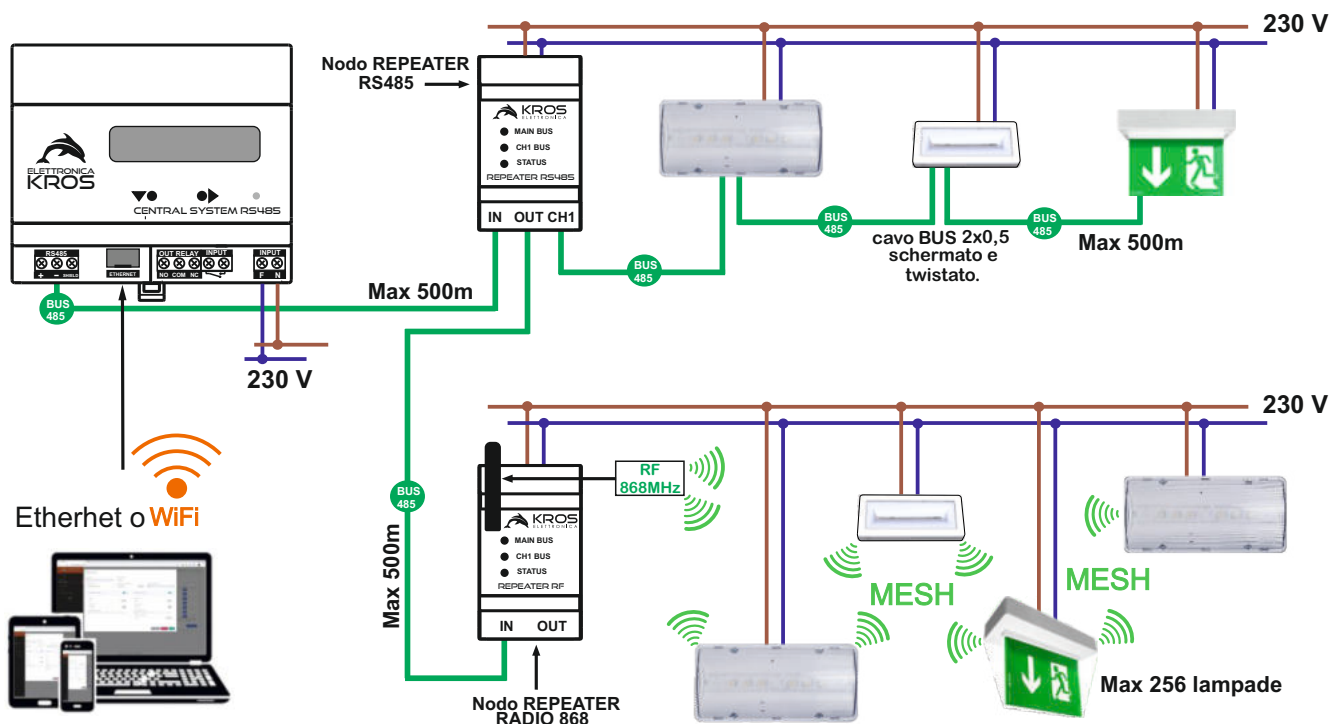 230 V
Nodo REPEATER
RS485
KROS
ELETTRONICA
MAIN BUS
CH1 BUS
STATUS
REPEATER RS485
IN OUT CH1
ELETTRONICA
KROS
CENTRAL SYSTEM RS485
RS485
+ - SHIELD
ETHERNET
OUT RELAY
NO COM NC
INPUT
INPUT
F N
BUS
485
Max 500m
BUS
485
BUS
485
BUS
485
cavo BUS 2x0,5
schermato e
twistato.
Max 500m
230 V
Etherhet o WiFi
BUS
485
Max 500m
230 V
RF
868MHz
KROS
ELETTRONICA
MAIN BUS
CH1 BUS
STATUS
REPEATER RF
IN OUT
Nodo REPEATER
RADIO 868
MESH
MESH
Max 256 lampade